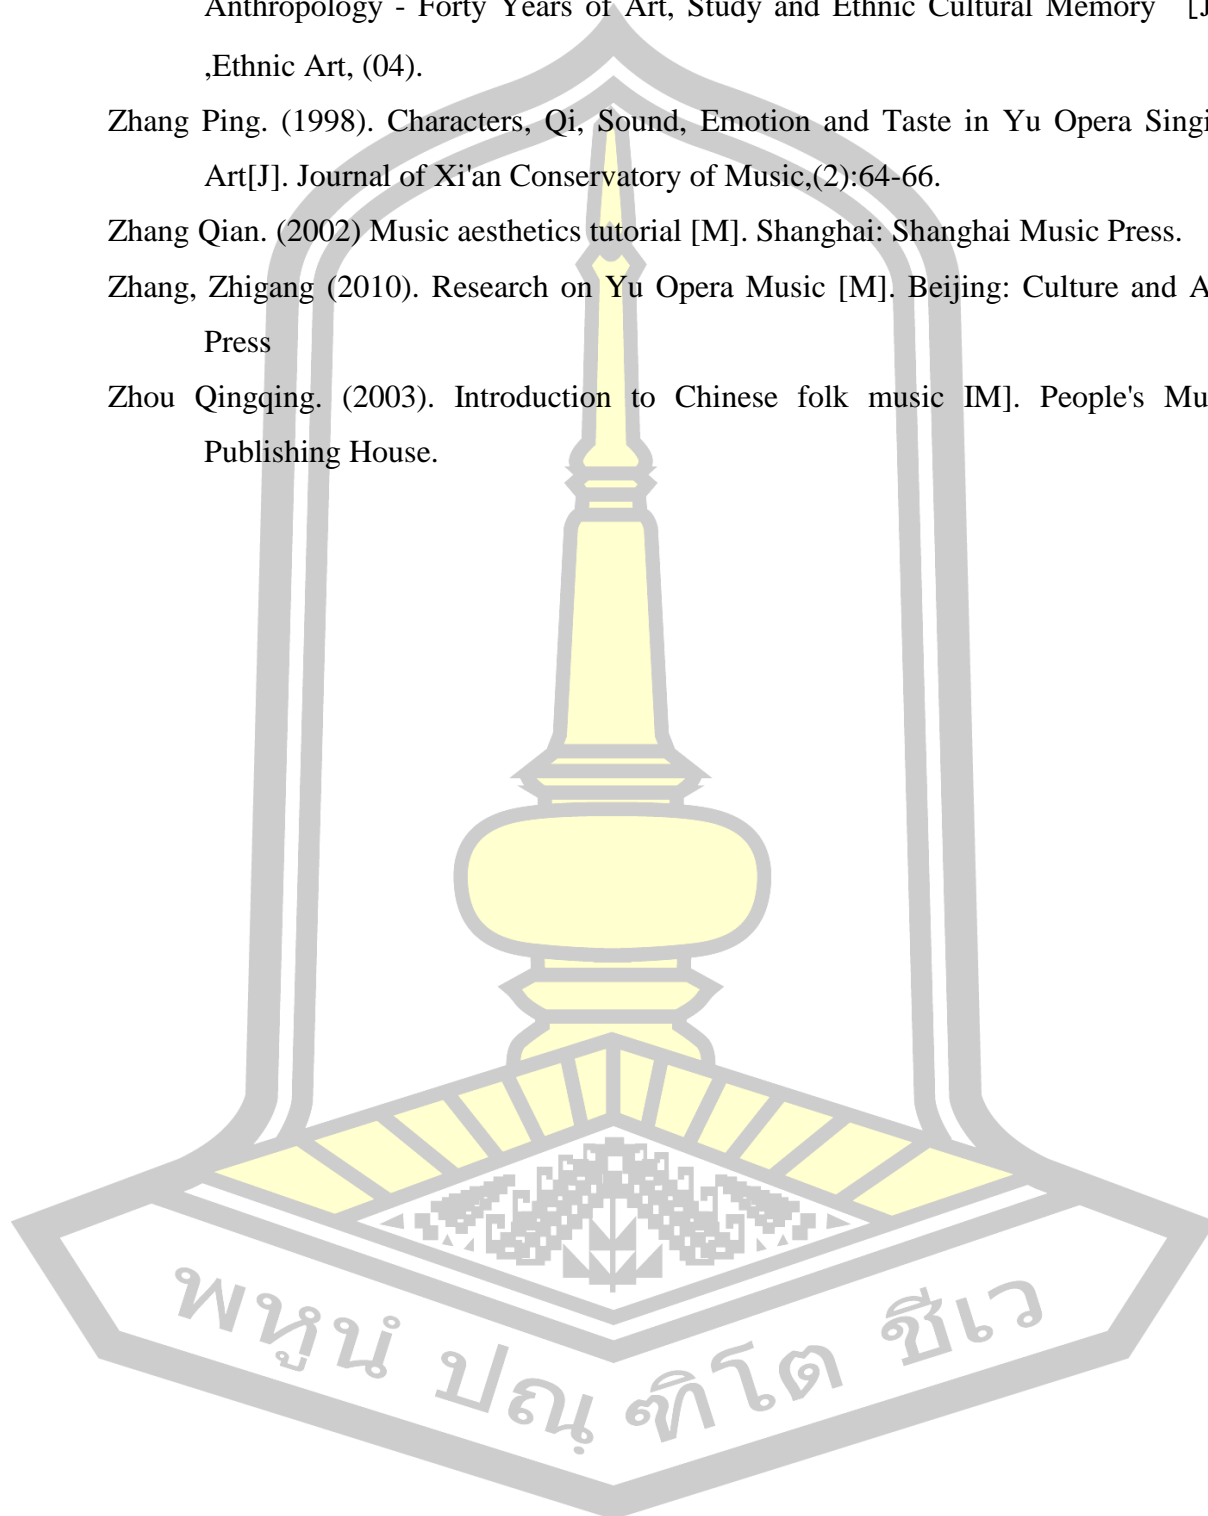 Anthropology - Forty Years of Art, Study and Ethnic Cultural Memory [J
,Ethnic Art, (04).
Zhang Ping. (1998). Characters, Qi, Sound, Emotion and Taste in Yu Opera Singi
Art[J]. Journal of Xi'an Conservatory of Music,(2):64-66.
Zhang Qian. (2002) Music aesthetics tutorial [M]. Shanghai: Shanghai Music Press.
Zhang, Zhigang (2010). Research on Yu Opera Music [M]. Beijing: Culture and A
Press
Zhou Qingqing. (2003). Introduction to Chinese folk music IM]. People's Mu
Publishing House.
พหูนํ ปณฺฑิโต ชีเว